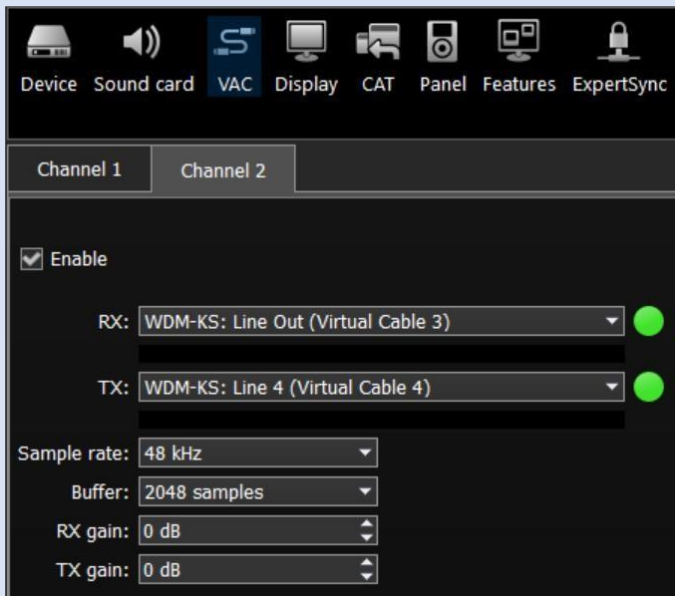 Device Sound card VAC Display CAT Panel Features ExpertSync
Channel 1 Channel 2
Enable
RX: WDM-KS: Line Out (Virtual Cable 3)
TX: WDM-KS: Line 4 (Virtual Cable 4)
Sample rate: 48 kHz
Buffer: 2048 samples
RX gain: 0 dB
TX gain: 0 dB